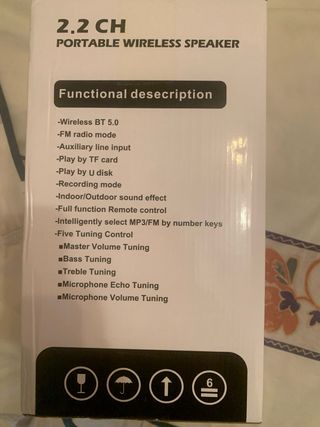 2.2 CH
PORTABLE WIRELESS SPEAKER
Functional desecription
-Wireless BT 5.0
-FM radio mode
-Auxiliary line input
-Play by TF card
-Play by U disk
-Recording mode
-Indoor/Outdoor sound effect
-Full function Remote control
-Intelligently select MP3/FM by number keys
-Five Tuning Control
■Master Volume Tuning
■Bass Tuning
■Treble Tuning
■Microphone Echo Tuning
■Microphone Volume Tuning
6